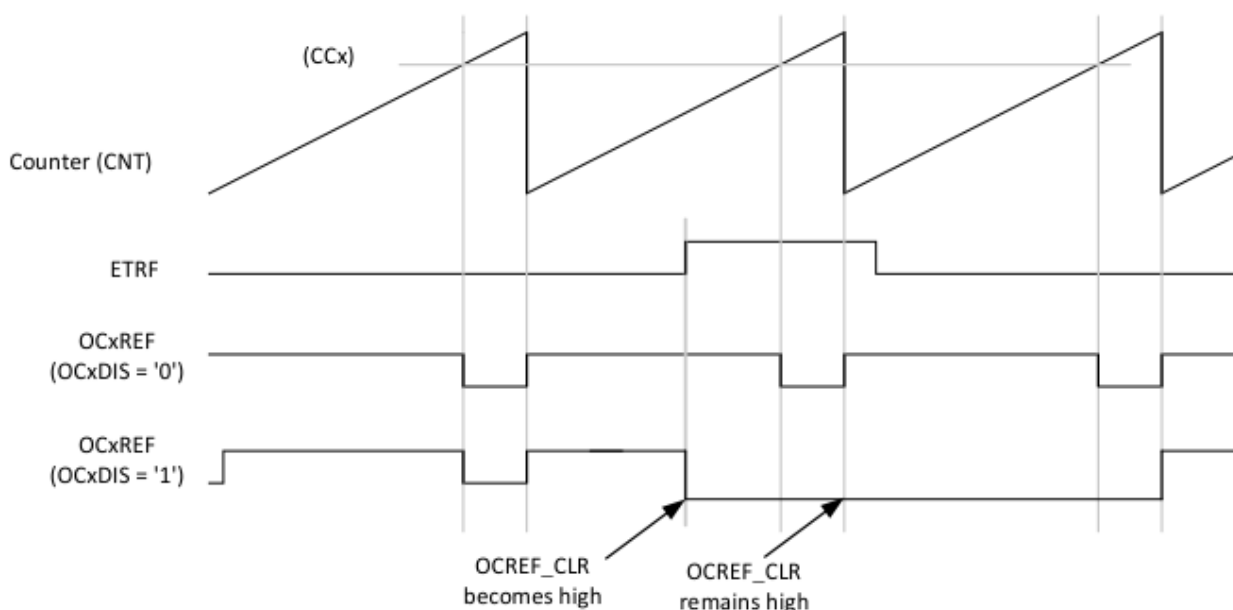 (CCx)
Counter (CNT)
ETRF
OCxREF
(OCxDIS = '0')
OCxREF
(OCxDIS = '1')
OCREF_CLR
becomes high
OCREF_CLR
remains high